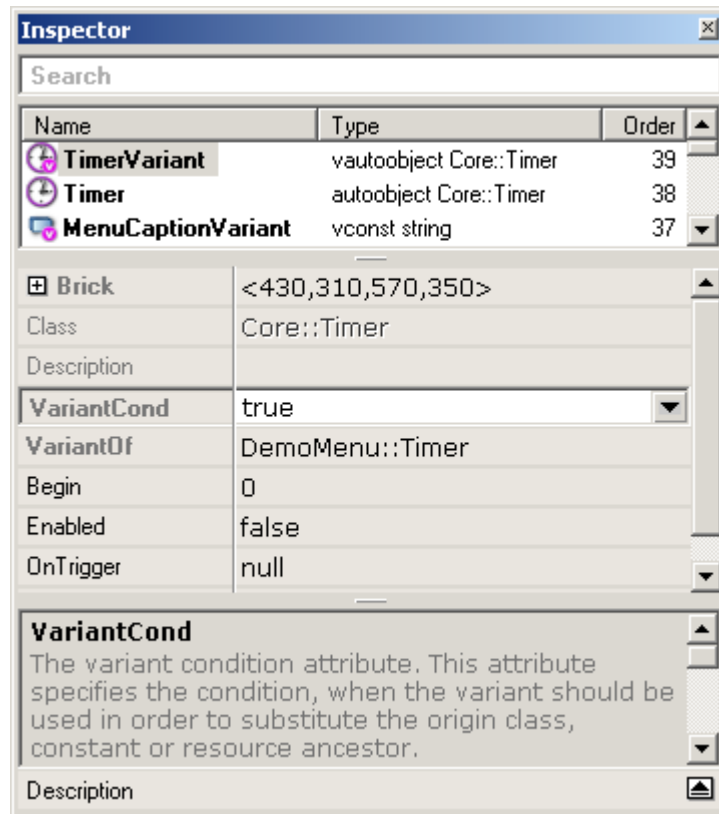 Inspector
Search
Name Type Order
TimerVariant vautoobject Core::Timer 39
Timer autoobject Core::Timer 38
MenuCaptionVariant vconst string 37
Brick <430,310,570,350>
Class Core::Timer
Description
VariantCond true
VariantOf DemoMenu::Timer
Begin 0
Enabled false
OnTrigger null
VariantCond
The variant condition attribute. This attribute
specifies the condition, when the variant should be
used in order to substitute the origin class,
constant or resource ancestor.
Description